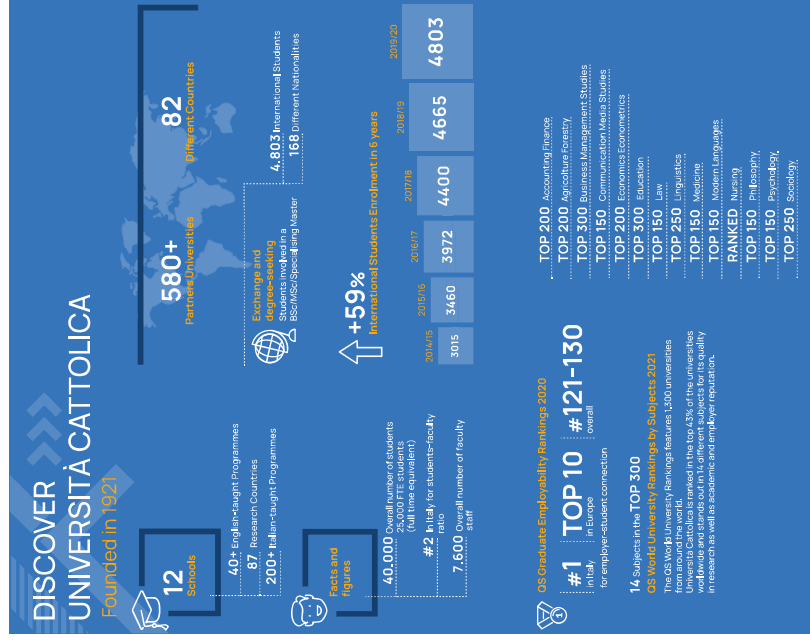 DISCOVER
UNIVERSITÀ CATTOLICA
Founded in 1921
12
Schools
40+ English-taught Programmes
87 Research Countries
200+ Italian-taught Programmes
580+
Partners Universities
82
Different Countries
Exchange and
degree-seeking
Students involved in a
BSc/MSc/Specialising Master
4.803 International Students
168 Different Nationalities
Facts and
figures
40.000 Overall number of students
25,000 FTE students
(full time equivalent)
#2 in Italy for students-faculty
ratio
7.600 Overall number of faculty
staff
+59%
International Students Enrolment in 6 years
2014/15 2015/16 2016/17 2017/18 2018/19 2019/20
3015 3460 3972 4400 4665 4803
QS Graduate Employability Rankings 2020
#1
in Italy
TOP 10
in Europe
#121-130
overall
for employer-student connection
14 Subjects in the TOP 300
QS World University Rankings by Subjects 2021
The QS World University Rankings features 1,300 universities
from around the world.
Università Cattolica is ranked in the top 43% of the universities
worldwide and stands out in 14 different subjects for its quality
in research as well as academic and employer reputation.
TOP 200 Accounting Finance
TOP 200 Agriculture Forestry
TOP 300 Business Management Studies
TOP 150 Communication Media Studies
TOP 200 Economics Econometrics
TOP 300 Education
TOP 150 Law
TOP 250 Linguistics
TOP 150 Medicine
TOP 150 Modern Languages
RANKED Nursing
TOP 150 Philosophy
TOP 150 Psychology
TOP 250 Sociology
1